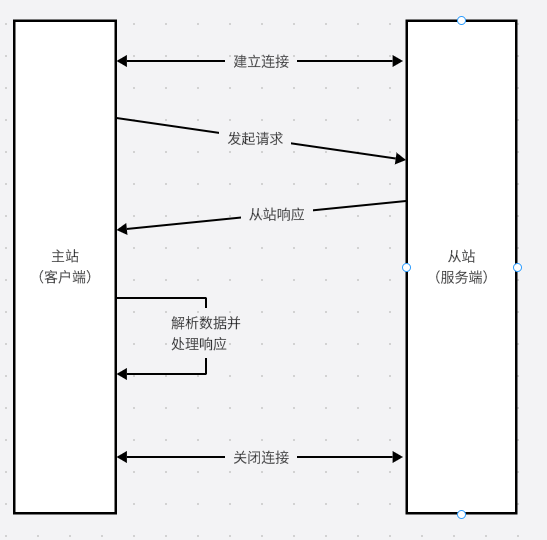 建立连接
发起请求
从站响应
主站
（客户端）
从站
（服务端）
解析数据并
处理响应
关闭连接